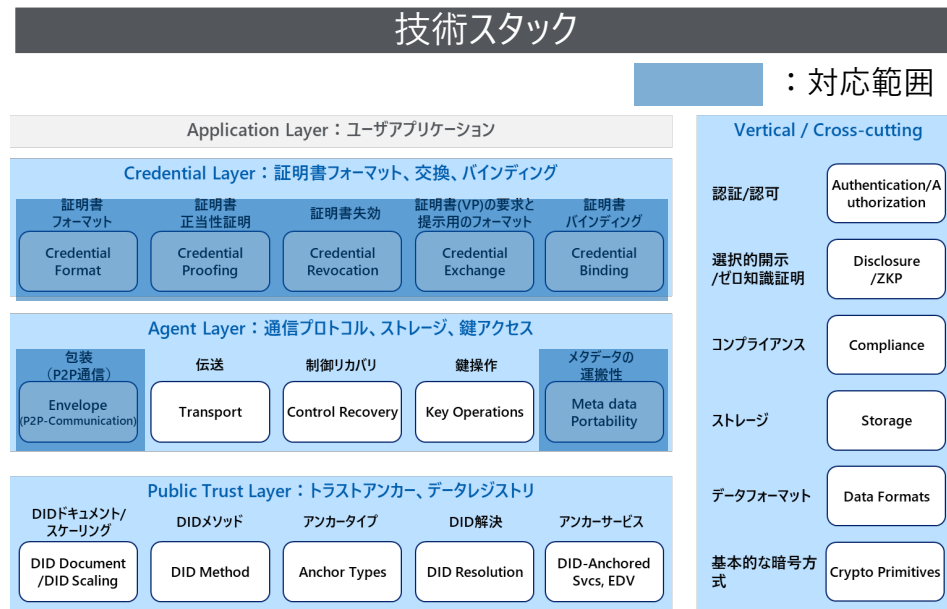 技術スタック
：対応範囲
Application Layer：ユーザアプリケーション
Credential Layer：証明書フォーマット、交換、バインディング
証明書
フォーマット
証明書
正当性証明
証明書失効
証明書(VP)の要求と
提示用のフォーマット
証明書
バインディング
Credential
Format
Credential
Proofing
Credential
Revocation
Credential
Exchange
Credential
Binding
Agent Layer：通信プロトコル、ストレージ、鍵アクセス
包装
（P2P通信）
伝送
制御リカバリ
鍵操作
メタデータの
運搬性
Envelope
(P2P-Communication)
Transport
Control Recovery
Key Operations
Meta data
Portability
Public Trust Layer：トラストアンカー、データレジストリ
DIDドキュメント/
スケーリング
DIDメソッド
アンカータイプ
DID解決
アンカーサービス
DID Document
/DID Scaling
DID Method
Anchor Types
DID Resolution
DID-Anchored
Svcs, EDV
Vertical / Cross-cutting
認証/認可
Authentication/A
uthorization
選択的開示
/ゼロ知識証明
Disclosure
/ZKP
コンプライアンス
Compliance
ストレージ
Storage
データフォーマット
Data Formats
基本的な暗号方
式
Crypto Primitives